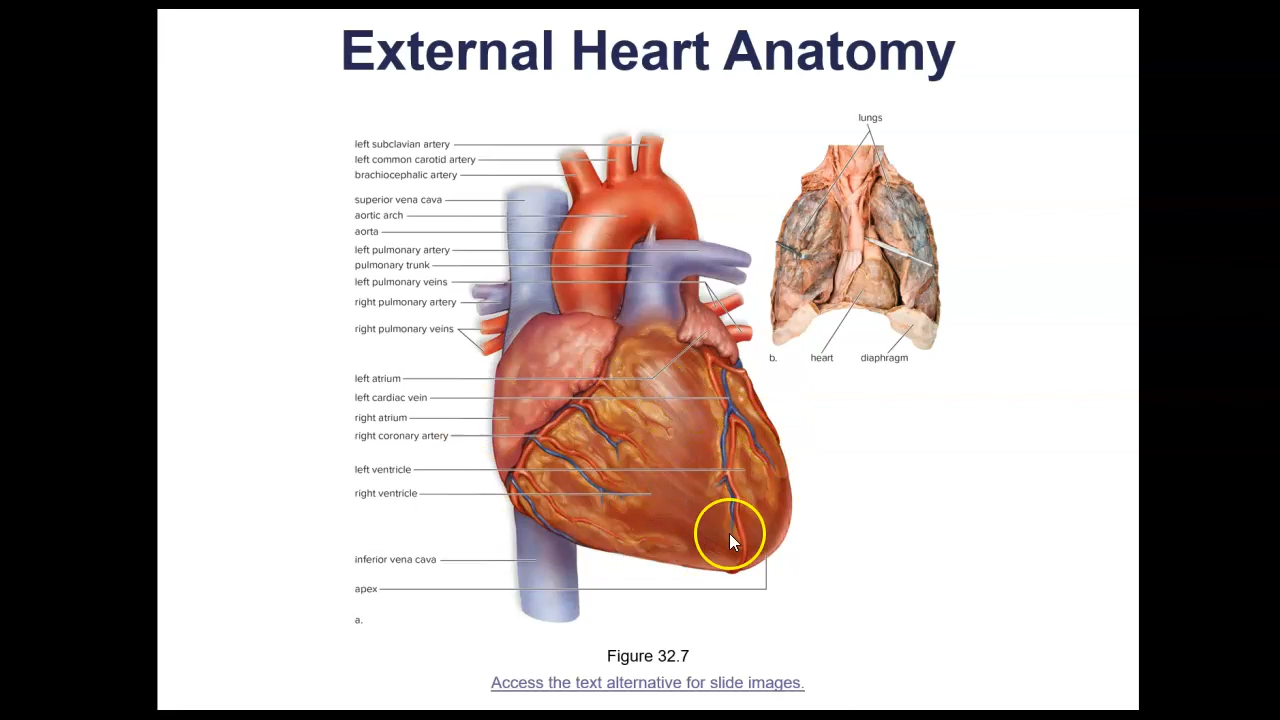 External Heart Anatomy
left subclavian artery
left common carotid artery
brachiocephalic artery
superior vena cava
aortic arch
aorta
left pulmonary artery
pulmonary trunk
left pulmonary veins
right pulmonary artery
right pulmonary veins
left atrium
left cardiac vein
right atrium
right coronary artery
left ventricle
right ventricle
inferior vena cava
apex
a.
lungs
b.
heart
diaphragm
Figure 32.7
Access the text alternative for slide images.